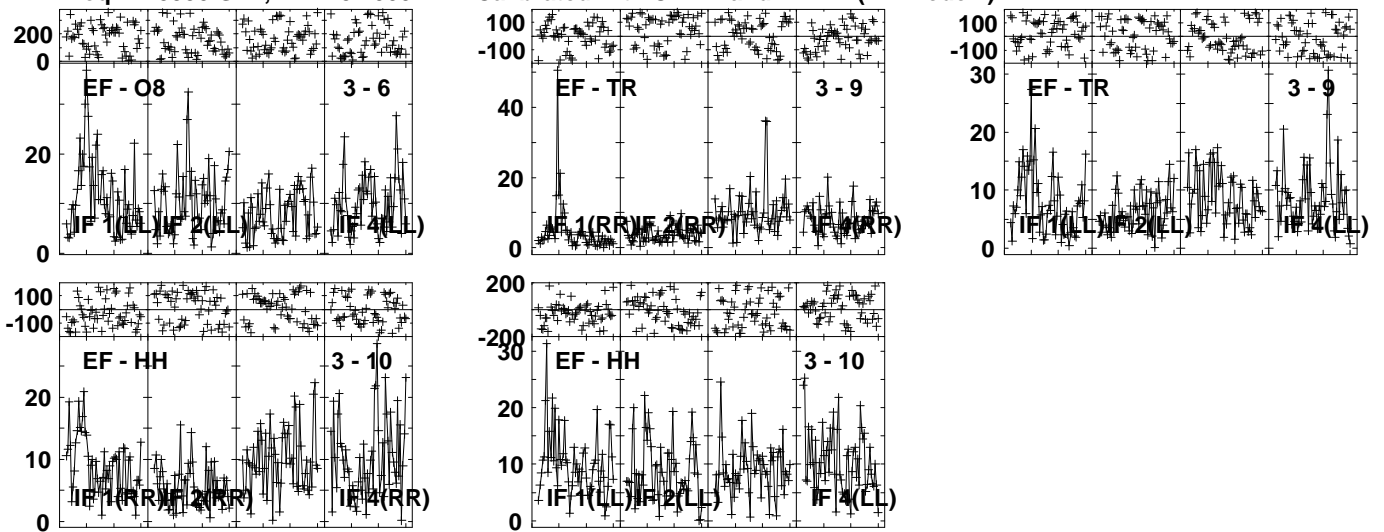 200
0
100
-100
100
-100
EF - O8
3 - 6
20
0
IF 1(LL)
IF 2(LL)
IF 4(LL)
EF - TR
3 - 9
40
20
0
IF 1(RR)
IF 2(RR)
IF 4(RR)
30
EF - TR
3 - 9
20
10
0
IF 1(LL)
IF 2(LL)
IF 4(LL)
100
-100
200
0
-200
EF - HH
3 - 10
20
10
0
IF 1(RR)
IF 2(RR)
IF 4(RR)
30
EF - HH
3 - 10
20
10
0
IF 1(LL)
IF 2(LL)
IF 4(LL)